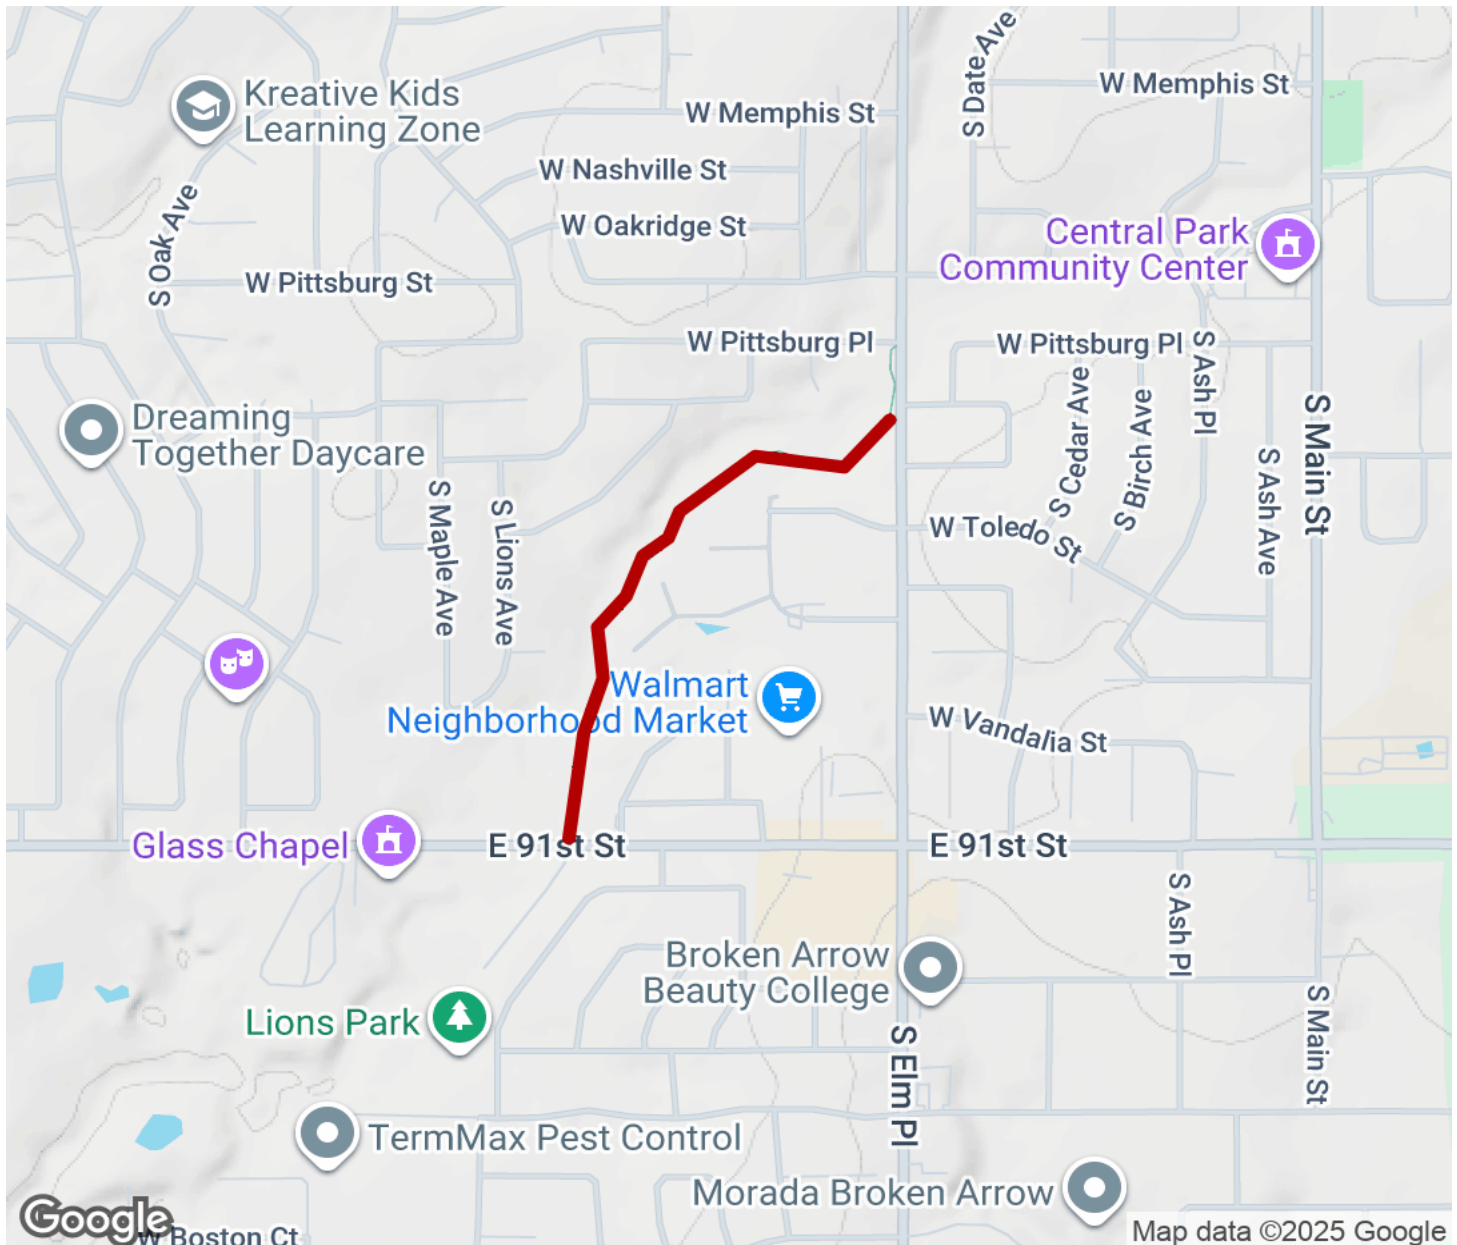 S Date Ave
Kreative Kids
Learning Zone
W Memphis St
W Memphis St
W Nashville St
S Oak Ave
W Oakridge St
Central Park
Community Center
W Pittsburg St
W Pittsburg Pl
W Pittsburg Pl
S Ash Pl
S Cedar Ave
S Birch Ave
S Main St
Dreaming
Together Daycare
S Maple Ave
S Lions Ave
S Ash Ave
W Toledo St
Walmart
Neighborhood Market
W Vandalia St
Glass Chapel
E 91st St
E 91st St
S Ash Pl
Broken Arrow
Beauty College
Lions Park
S Main St
S Elm Pl
TermMax Pest Control
Morada Broken Arrow
Google
W Boston Ct
Map data ©2025 Google